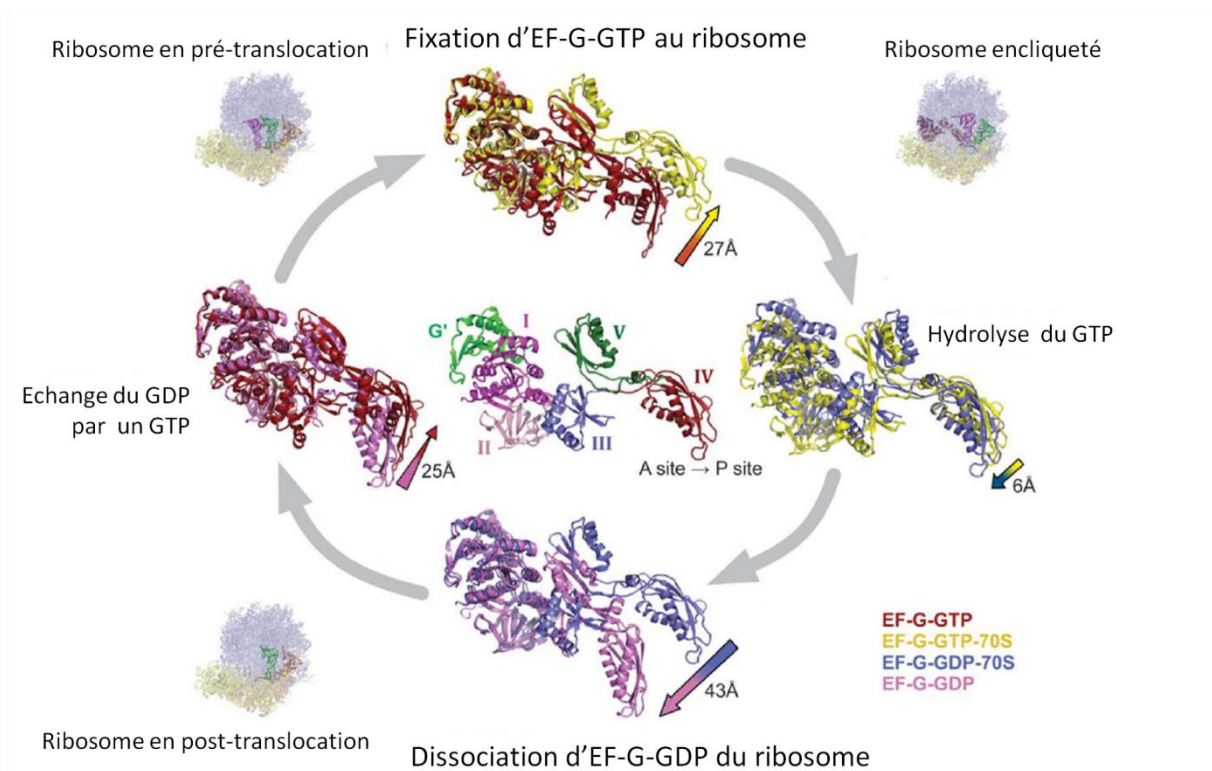 Ribosome en pré-translocation
Fixation d’EF-G-GTP au ribosome
Ribosome encliqueté
27Å
Hydrolyse du GTP
Echange du GDP
par un GTP
G'
I
V
IV
II
III
A site → P site
25Å
6Å
43Å
EF-G-GTP
EF-G-GTP-70S
EF-G-GDP-70S
EF-G-GDP
Ribosome en post-translocation
Dissociation d’EF-G-GDP du ribosome